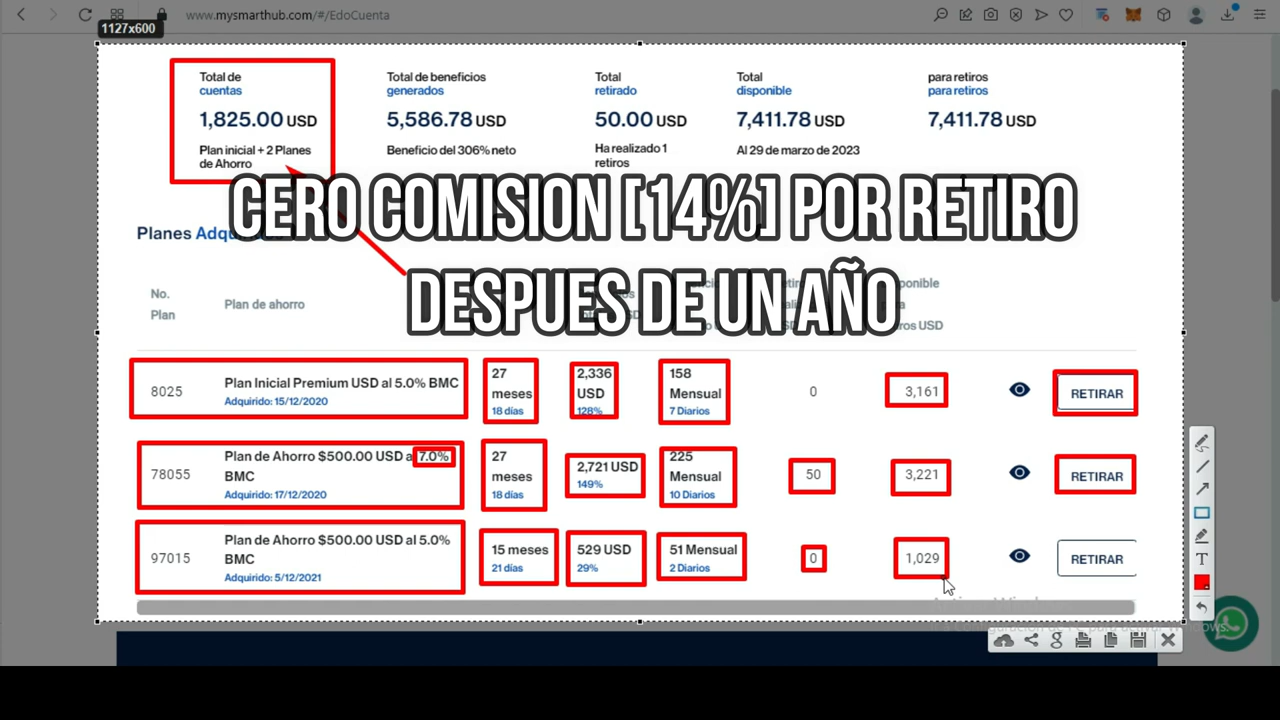 www.mysmarthub.com/#/EdoCuenta
1127x600
Total de
cuentas
1,825.00 USD
Plan inicial + 2 Planes
de Ahorro
Total de beneficios
generados
5,586.78 USD
Beneficio del 306% neto
Total
retirado
50.00 USD
Ha realizado 1
retiros
Total
disponible
7,411.78 USD
Al 29 de marzo de 2023
para retiros
para retiros
7,411.78 USD
CERO COMISION [14%] POR RETIRO
DESPUES DE UN AÑO
Planes
No.
Plan
Plan de ahorro
8025
Plan Inicial Premium USD al 5.0% BMC
Adquirido: 15/12/2020
27
meses
18 días
2,336
USD
128%
158
Mensual
7 Diarios
0
3,161
RETIRAR
78055
Plan de Ahorro $500.00 USD a 7.0%
BMC
Adquirido: 17/12/2020
27
meses
18 días
2,721 USD
149%
225
Mensual
10 Diarios
50
3,221
RETIRAR
97015
Plan de Ahorro $500.00 USD al 5.0%
BMC
Adquirido: 5/12/2021
15 meses
21 días
529 USD
29%
51 Mensual
2 Diarios
0
1,029
RETIRAR